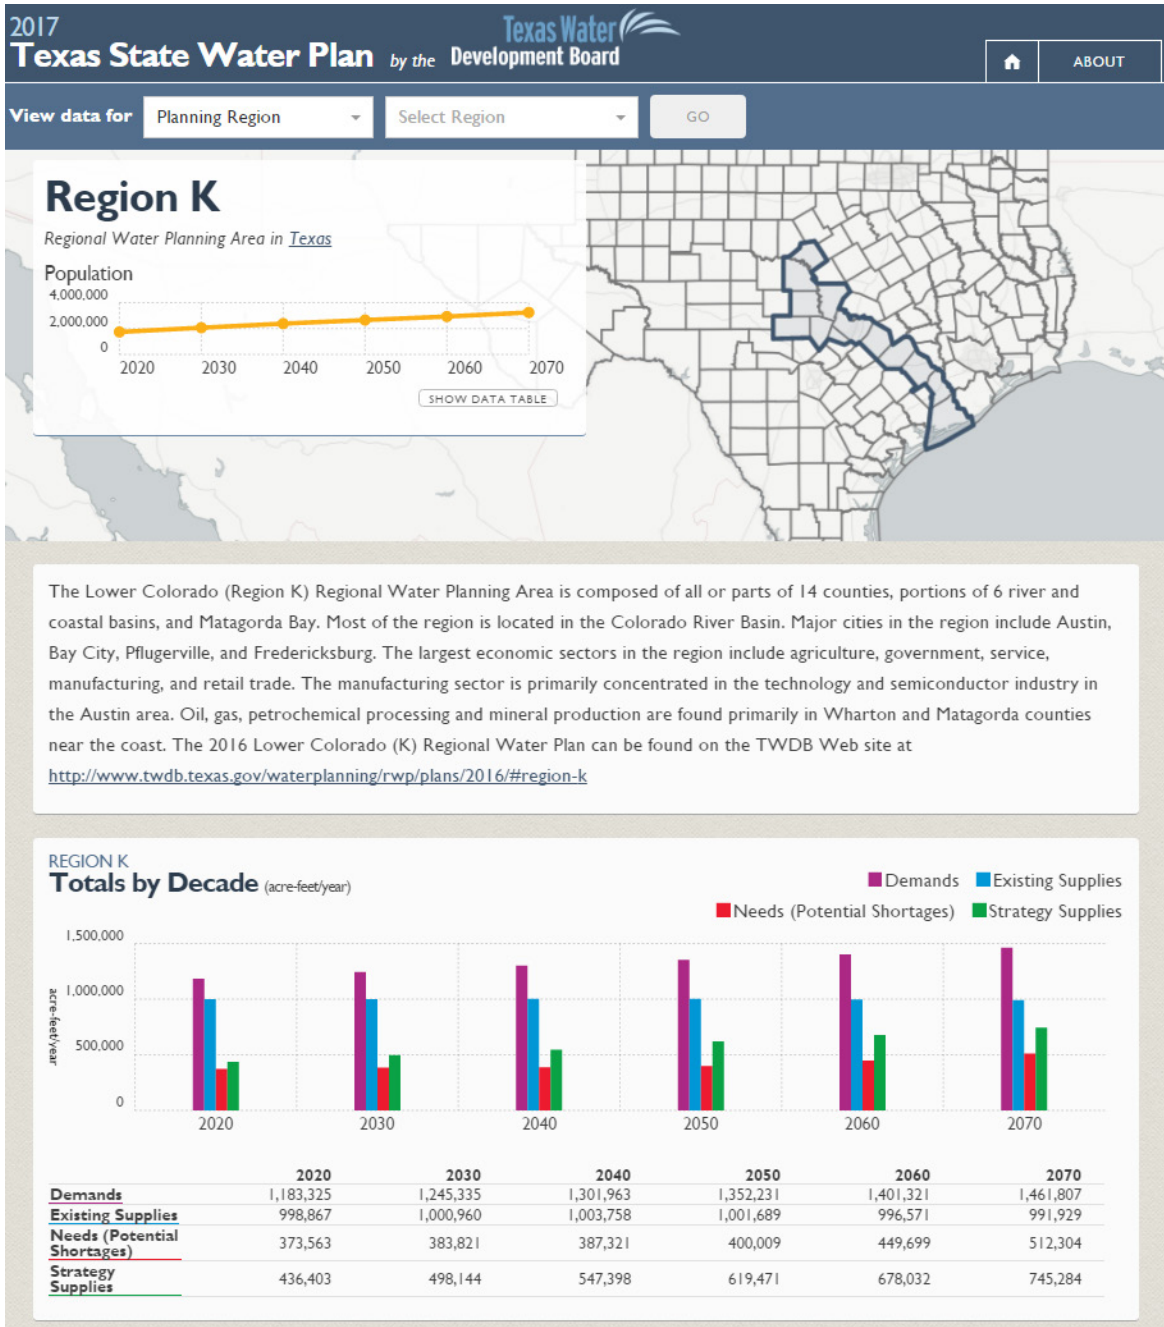 2017
Texas State Water Plan by the Texas Water Development Board
ABOUT
View data for Planning Region Select Region GO
Region K
Regional Water Planning Area in Texas
Population
4,000,000
2,000,000
0
2020 2030 2040 2050 2060 2070
SHOW DATA TABLE
The Lower Colorado (Region K) Regional Water Planning Area is composed of all or parts of 14 counties, portions of 6 river and
coastal basins, and Matagorda Bay. Most of the region is located in the Colorado River Basin. Major cities in the region include Austin,
Bay City, Pflugerville, and Fredericksburg. The largest economic sectors in the region include agriculture, government, service,
manufacturing, and retail trade. The manufacturing sector is primarily concentrated in the technology and semiconductor industry in
the Austin area. Oil, gas, petrochemical processing and mineral production are found primarily in Wharton and Matagorda counties
near the coast. The 2016 Lower Colorado (K) Regional Water Plan can be found on the TWDB Web site at
http://www.twdb.texas.gov/waterplanning/rwp/plans/2016/#region-k
REGION K
Totals by Decade (acre-feet/year)
Demands Existing Supplies
Needs (Potential Shortages) Strategy Supplies
acre-feet/year
1,500,000
1,000,000
500,000
0
2020 2030 2040 2050 2060 2070
2020 2030 2040 2050 2060 2070
Demands 1,183,325 1,245,335 1,301,963 1,352,231 1,401,321 1,461,807
Existing Supplies 998,867 1,000,960 1,003,758 1,001,689 996,571 991,929
Needs (Potential
Shortages) 373,563 383,821 387,321 400,009 449,699 512,304
Strategy
Supplies 436,403 498,144 547,398 619,471 678,032 745,284